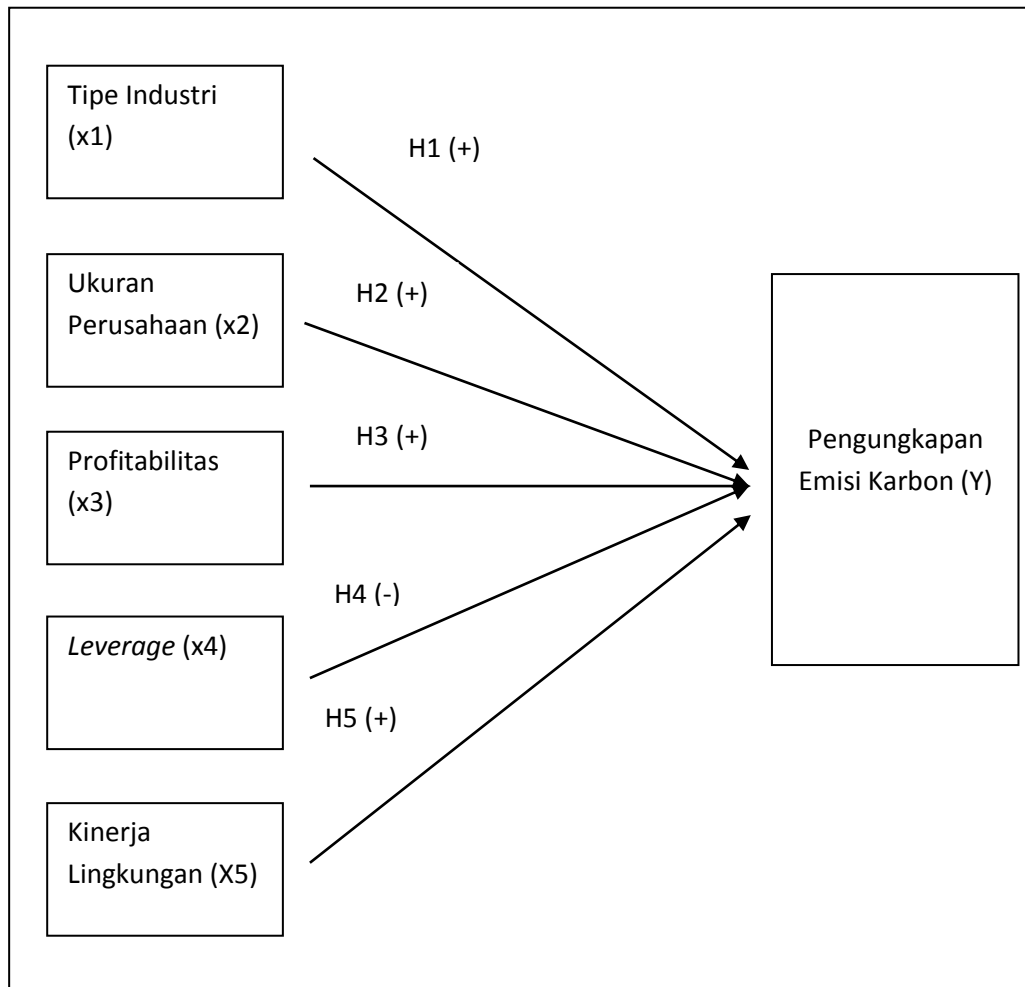 Tipe Industri
(x1)
H1 (+)
Ukuran
Perusahaan (x2)
H2 (+)
Profitabilitas
(x3)
H3 (+)
Leverage (x4)
H4 (-)
Kinerja
Lingkungan (X5)
H5 (+)
Pengungkapan
Emisi Karbon (Y)